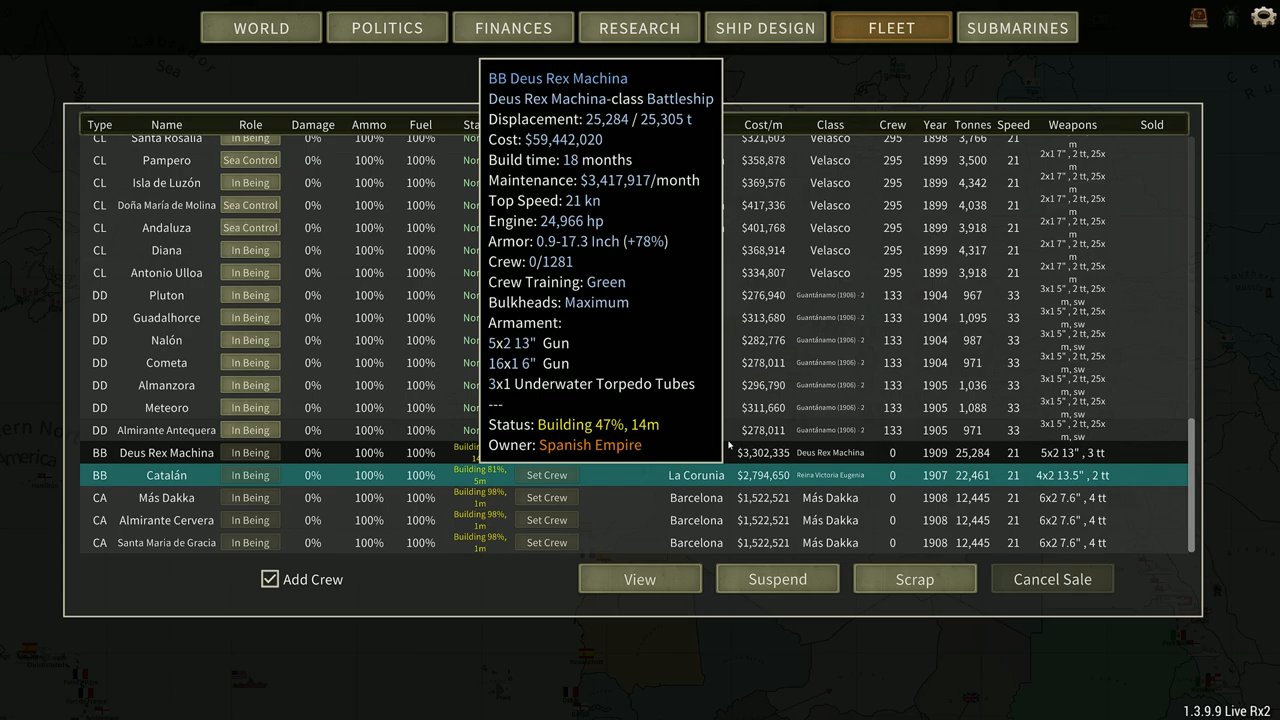 WORLD POLITICS FINANCES RESEARCH SHIP DESIGN FLEET SUBMARINES
BB Deus Rex Machina
Deus Rex Machina-class Battleship
Displacement: 25,284 / 25,305 t
Cost: $59,442,020
Build time: 18 months
Maintenance: $3,417,917/month
Top Speed: 21 kn
Engine: 24,966 hp
Armor: 0.9-17.3 Inch (+78%)
Crew: 0/1281
Crew Training: Green
Bulkheads: Maximum
Armament:
5x2 13" Gun
16x1 6" Gun
3x1 Underwater Torpedo Tubes
---
Status: Building 47%, 14m
Owner: Spanish Empire
Type Name Role Damage Ammo Fuel Sta Cost/m Class Crew Year Tonnes Speed Weapons Sold
CL Santa Rosalia In Being 0% 100% 100% Nor $321,603 Velasco 295 1898 3,766 21 m
CL Pampero Sea Control 0% 100% 100% Nor $358,878 Velasco 295 1899 3,500 21 2x1 7" , 2 tt, 25x m
CL Isla de Luzón In Being 0% 100% 100% Nor $369,576 Velasco 295 1899 4,342 21 2x1 7" , 2 tt, 25x m
CL Doña María de Molina Sea Control 0% 100% 100% Nor $417,336 Velasco 295 1899 4,038 21 2x1 7" , 2 tt, 25x m
CL Andaluza Sea Control 0% 100% 100% Nor $401,768 Velasco 295 1899 3,918 21 2x1 7" , 2 tt, 25x m
CL Diana In Being 0% 100% 100% Nor $368,914 Velasco 295 1899 4,317 21 2x1 7" , 2 tt, 25x m
CL Antonio Ulloa In Being 0% 100% 100% Nor $334,807 Velasco 295 1899 3,918 21 2x1 7" , 2 tt, 25x m
DD Pluton In Being 0% 100% 100% Nor $276,940 Guantánamo (1906) - 2 133 1904 967 33 3x1 5" , 2 tt, 25x m, sw
DD Guadalhorce In Being 0% 100% 100% Nor $313,680 Guantánamo (1906) - 2 133 1904 1,095 33 3x1 5" , 2 tt, 25x m, sw
DD Nalón In Being 0% 100% 100% Nor $282,776 Guantánamo (1906) - 2 133 1904 987 33 3x1 5" , 2 tt, 25x m, sw
DD Cometa In Being 0% 100% 100% Nor $278,011 Guantánamo (1906) - 2 133 1904 971 33 3x1 5" , 2 tt, 25x m, sw
DD Almanzora In Being 0% 100% 100% Nor $296,790 Guantánamo (1906) - 2 133 1905 1,036 33 3x1 5" , 2 tt, 25x m, sw
DD Meteoro In Being 0% 100% 100% Nor $311,660 Guantánamo (1906) - 2 133 1905 1,088 33 3x1 5" , 2 tt, 25x m, sw
DD Almirante Antequera In Being 0% 100% 100% Nor $278,011 Guantánamo (1906) - 2 133 1905 971 33 3x1 5" , 2 tt, 25x m, sw
BB Deus Rex Machina In Being 0% 100% 100% $3,302,335 Deus Rex Machina 0 1909 25,284 21 5x2 13" , 3 tt
BB Catalán In Being 0% 100% 100% Building 81%, 5m Set Crew La Corunia $2,794,650 Reina Victoria Eugenia 0 1907 22,461 21 4x2 13.5" , 2 tt
CA Más Dakka In Being 0% 100% 100% Building 98%, 1m Set Crew Barcelona $1,522,521 Más Dakka 0 1908 12,445 21 6x2 7.6" , 4 tt
CA Almirante Cervera In Being 0% 100% 100% Building 98%, 1m Set Crew Barcelona $1,522,521 Más Dakka 0 1908 12,445 21 6x2 7.6" , 4 tt
CA Santa Maria de Gracia In Being 0% 100% 100% Building 98%, 1m Set Crew Barcelona $1,522,521 Más Dakka 0 1908 12,445 21 6x2 7.6" , 4 tt
Add Crew View Suspend Scrap Cancel Sale
1.3.9.9 Live Rx2